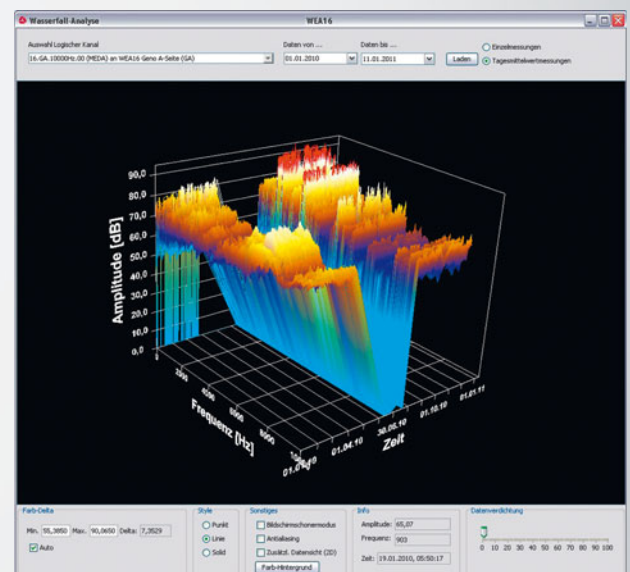 Wasserfall-Analyse WEA16
Auswahl Logischer Kanal Daten von ... Daten bis ...
16.GA.10000Hz.00 (MEDA) an WEA16 Geno A-Seite (GA) 01.01.2010 11.01.2011 Laden
Einzelmessungen
Tagesmittelwertmessungen
Amplitude [dB]
90,0
80,0
70,0
60,0
50,0
40,0
30,0
20,0
10,0
0,0
0
2000
4000
6000
8000
Frequenz [Hz]
01.04.10
30.06.10
01.10.10
01.01.11
Zeit
Farb-Delta
Min. 55,3850 Max. 90,0650 Delta: 7,3529
Auto
Style
Punkt
Linie
Solid
Sonstiges
Bildschirmschonermodus
Antialiasing
Zusätzl. Datensicht (2D)
Farb-Hintergrund
Info
Amplitude: 65,07
Frequenz: 903
Zeit: 19.01.2010, 05:50:17
Datenverdichtung
0 10 20 30 40 50 60 70 80 90 100